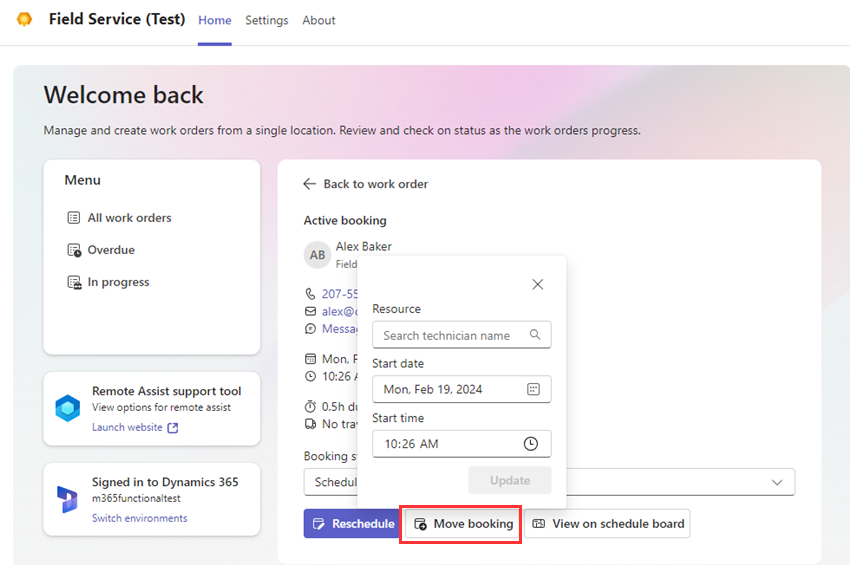 Field Service (Test) Home Settings About
Welcome back
Manage and create work orders from a single location. Review and check on status as the work orders progress.
Menu
All work orders
Overdue
In progress
Remote Assist support tool
View options for remote assist
Launch website
Signed in to Dynamics 365
m365functionaltest
Switch environments
Back to work order
Active booking
AB Alex Baker
Field
207-55
alex@
Messag
Mon, F
10:26 A
0.5h du
No trav
Booking st
Schedul
Resource
Search technician name
Start date
Mon, Feb 19, 2024
Start time
10:26 AM
Update
Reschedule Move booking View on schedule board